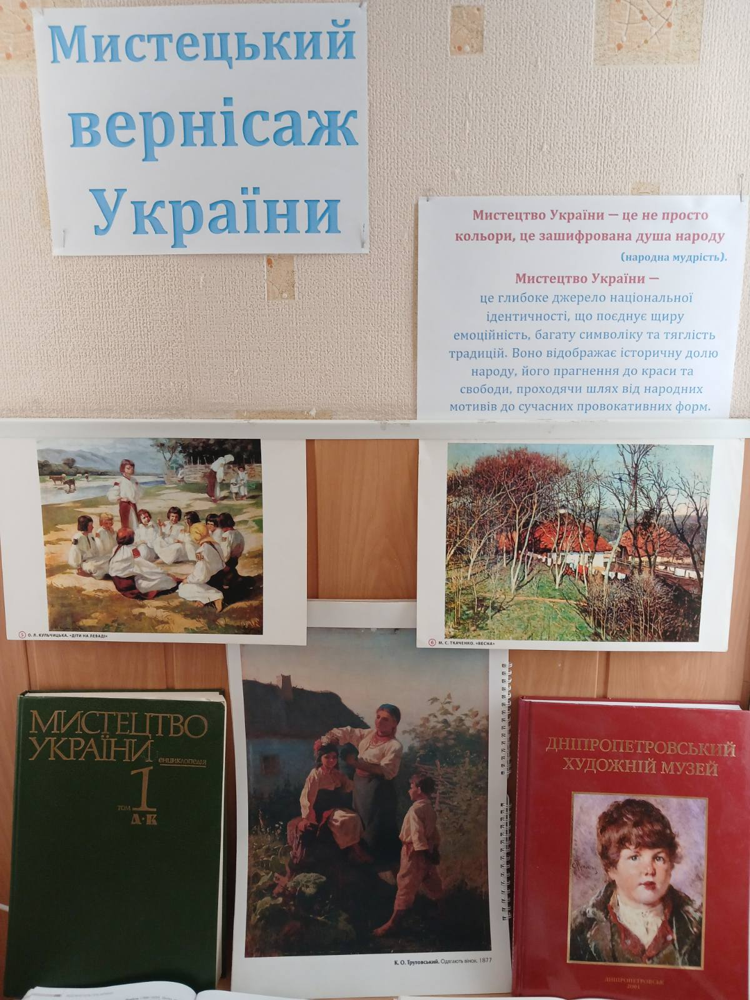 Мистецький
вернісаж
України
Мистецтво України — це не просто
кольори, це зашифрована душа народу
(народна мудрість).
Мистецтво України —
це глибоке джерело національної
ідентичності, що поєднує щиру
емоційність, багату символіку та тяглість
традицій. Воно відображає історичну долю
народу, його прагнення до краси та
свободи, проходячи шлях від народних
мотивів до сучасних провокативних форм.
5 О. Л. КУЛЬЧИЦЬКА. «ДІТИ НА ЛЕВАДІ»
6 М. С. ТКАЧЕНКО. «ВЕСНА»
МИСТЕЦТВО
УКРАЇНИ
ЕНЦИКЛОПЕДІЯ
ТОМ 1
А-К
К. О. Трутовський. Одягають вінок. 1877
ДНІПРОПЕТРОВСЬКИЙ
ХУДОЖНІЙ МУЗЕЙ
ДНІПРОПЕТРОВСЬК
2001